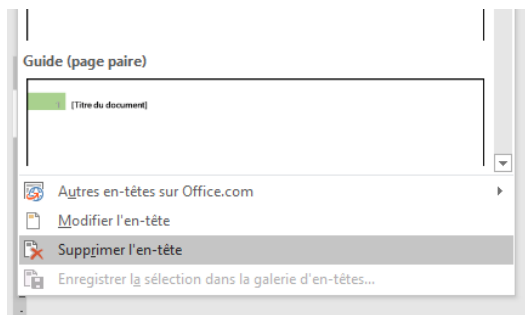 Guide (page paire)
1 [Titre du document]
Autres en-têtes sur Office.com
Modifier l'en-tête
Supprimer l'en-tête
Enregistrer la sélection dans la galerie d'en-têtes...